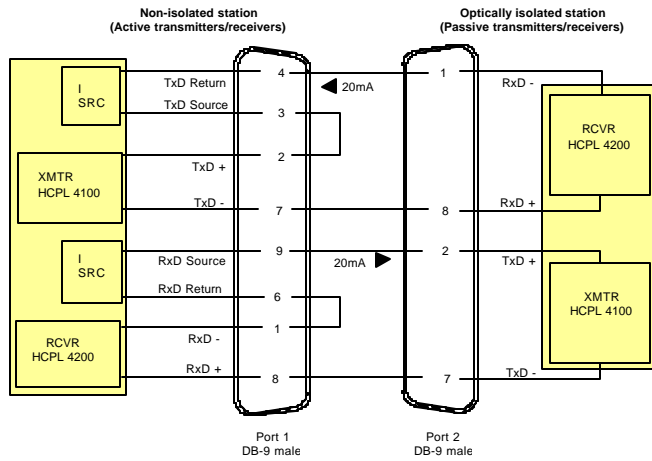 Non-isolated station
(Active transmitters/receivers)
Optically isolated station
(Passive transmitters/receivers)
I
SRC
TxD Return
4
20mA
1
RxD -
TxD Source
3
RCVR
HCPL 4200
XMTR
HCPL 4100
TxD +
2
TxD -
7
8
RxD +
I
SRC
RxD Source
9
20mA
2
TxD +
RxD Return
6
XMTR
HCPL 4100
RCVR
HCPL 4200
RxD -
1
RxD +
8
7
TxD -
Port 1
DB-9 male
Port 2
DB-9 male